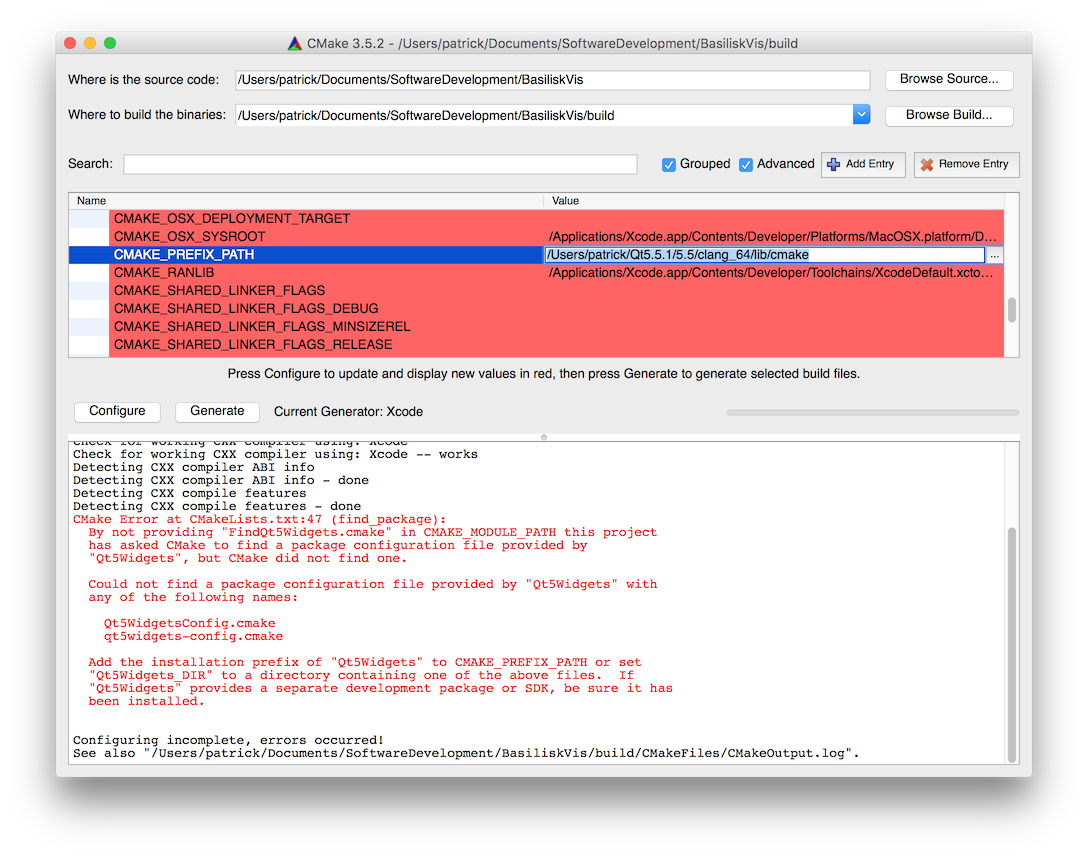 CMake 3.5.2 - /Users/patrick/Documents/SoftwareDevelopment/BasiliskVis/build
Where is the source code: /Users/patrick/Documents/SoftwareDevelopment/BasiliskVis Browse Source...
Where to build the binaries: /Users/patrick/Documents/SoftwareDevelopment/BasiliskVis/build Browse Build...
Search: Grouped Advanced Add Entry Remove Entry
Name Value
CMAKE_OSX_DEPLOYMENT_TARGET
CMAKE_OSX_SYSROOT /Applications/Xcode.app/Contents/Developer/Platforms/MacOSX.platform/D...
CMAKE_PREFIX_PATH /Users/patrick/Qt5.5.1/5.5/clang_64/lib/cmake ...
CMAKE_RANLIB /Applications/Xcode.app/Contents/Developer/Toolchains/XcodeDefault.xcto...
CMAKE_SHARED_LINKER_FLAGS
CMAKE_SHARED_LINKER_FLAGS_DEBUG
CMAKE_SHARED_LINKER_FLAGS_MINSIZEREL
CMAKE_SHARED_LINKER_FLAGS_RELEASE
Press Configure to update and display new values in red, then press Generate to generate selected build files.
Configure Generate Current Generator: Xcode
Check for working CXX compiler using: Xcode
Check for working CXX compiler using: Xcode -- works
Detecting CXX compiler ABI info
Detecting CXX compiler ABI info - done
Detecting CXX compile features
Detecting CXX compile features - done
CMake Error at CMakeLists.txt:47 (find_package):
By not providing "FindQt5Widgets.cmake" in CMAKE_MODULE_PATH this project
has asked CMake to find a package configuration file provided by
"Qt5Widgets", but CMake did not find one.
Could not find a package configuration file provided by "Qt5Widgets" with
any of the following names:
Qt5WidgetsConfig.cmake
qt5widgets-config.cmake
Add the installation prefix of "Qt5Widgets" to CMAKE_PREFIX_PATH or set
"Qt5Widgets_DIR" to a directory containing one of the above files.  If
"Qt5Widgets" provides a separate development package or SDK, be sure it has
been installed.
Configuring incomplete, errors occurred!
See also "/Users/patrick/Documents/SoftwareDevelopment/BasiliskVis/build/CMakeFiles/CMakeOutput.log".